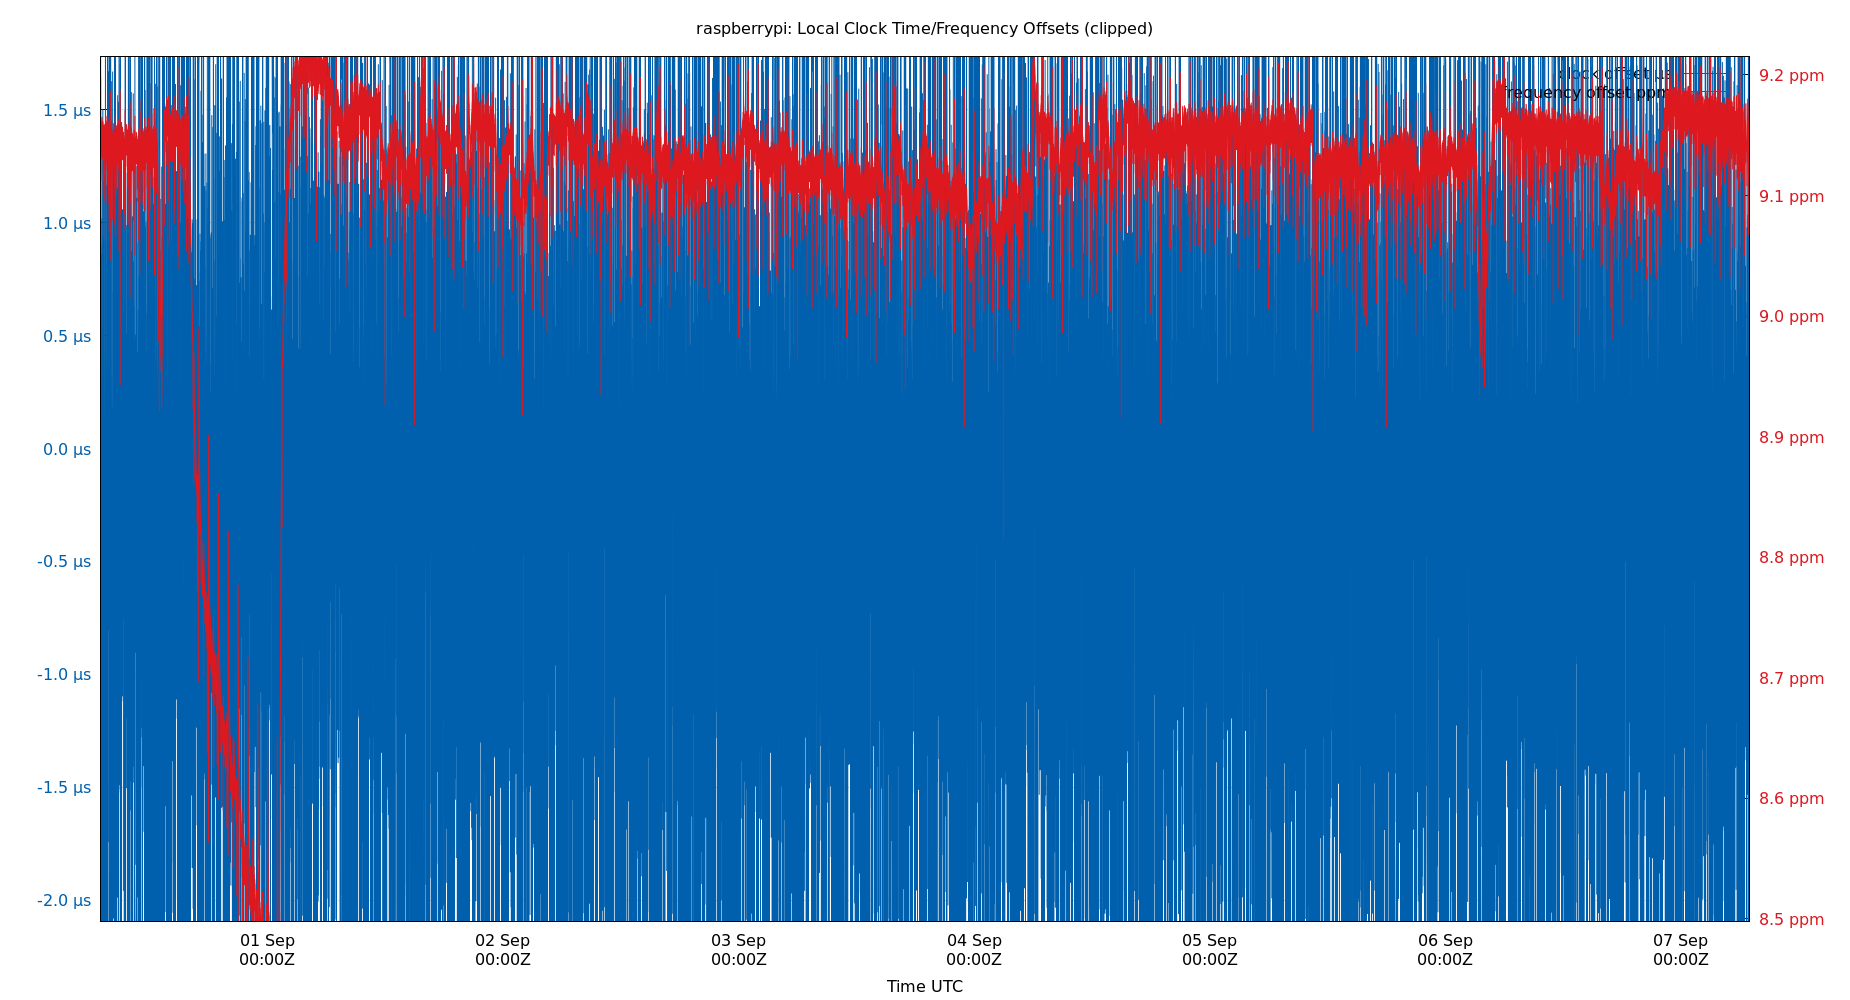 raspberrypi: Local Clock Time/Frequency Offsets (clipped)
clock offset µs
frequency offset ppm
1.5 µs
1.0 µs
0.5 µs
0.0 µs
-0.5 µs
-1.0 µs
-1.5 µs
-2.0 µs
9.2 ppm
9.1 ppm
9.0 ppm
8.9 ppm
8.8 ppm
8.7 ppm
8.6 ppm
8.5 ppm
01 Sep
00:00Z
02 Sep
00:00Z
03 Sep
00:00Z
04 Sep
00:00Z
05 Sep
00:00Z
06 Sep
00:00Z
07 Sep
00:00Z
Time UTC